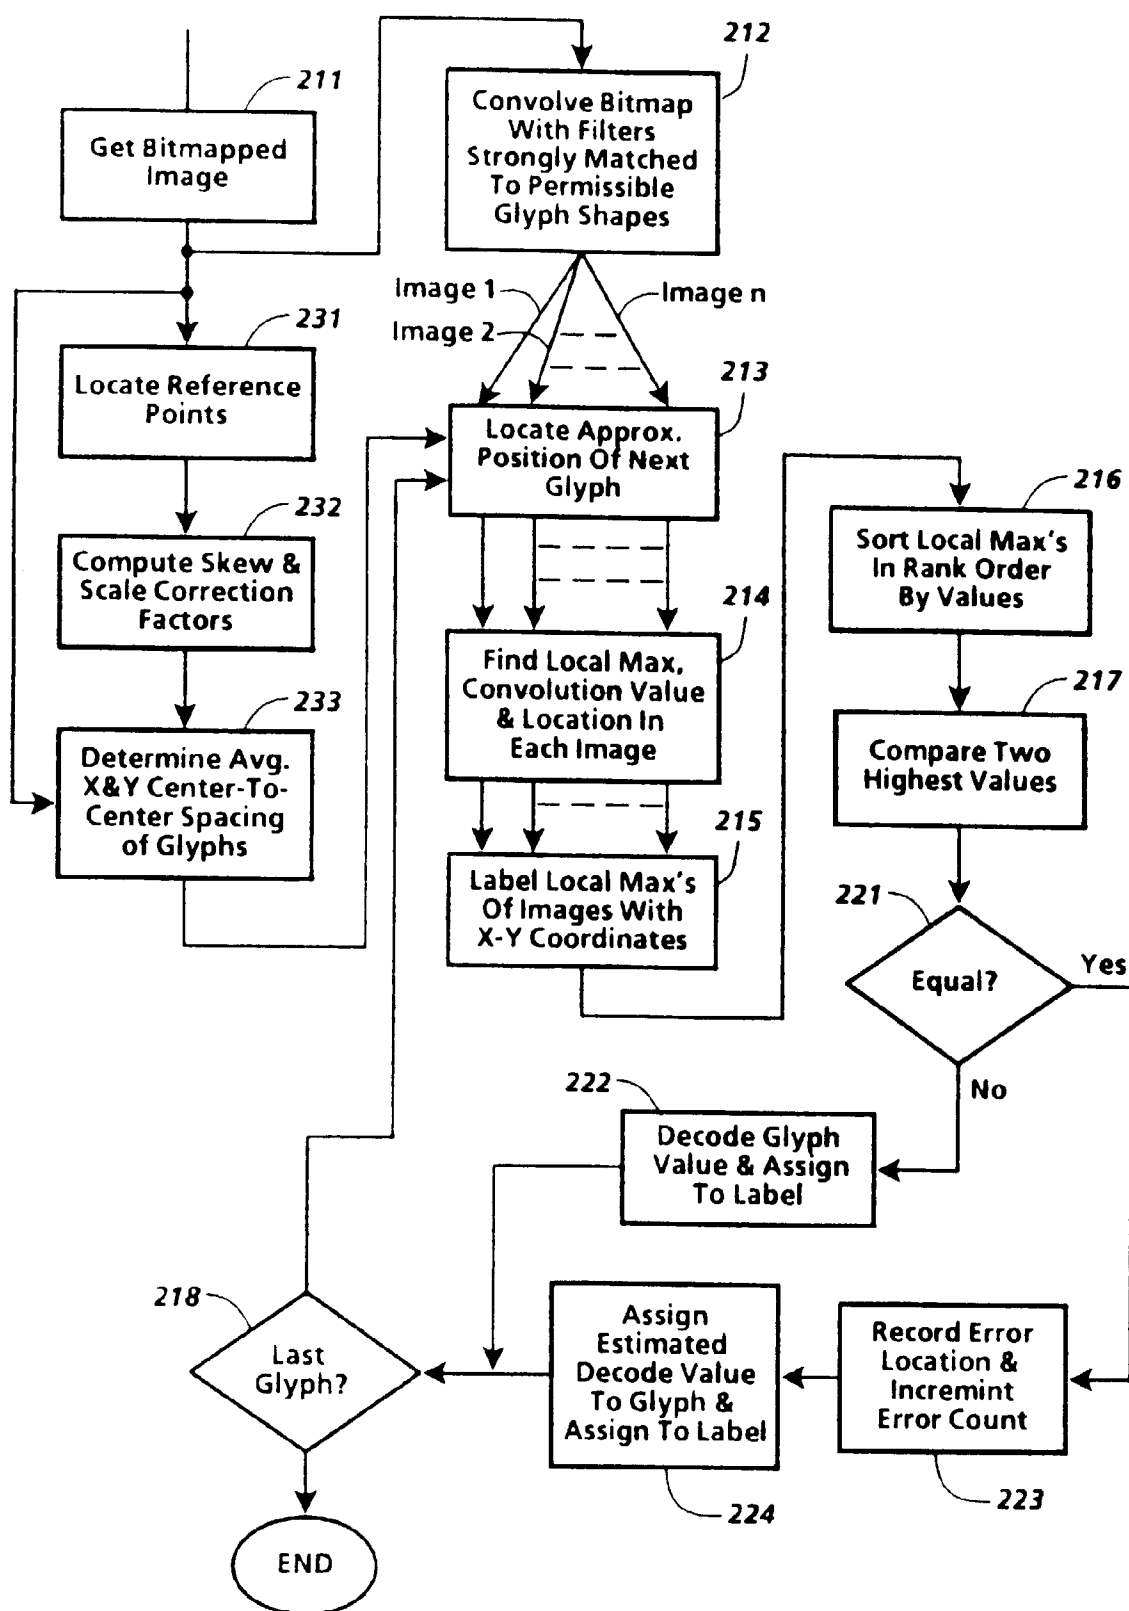 211
Get Bitmapped
Image
212
Convolve Bitmap
With Filters
Strongly Matched
To Permissible
Glyph Shapes
Image 1
Image 2
Image n
231
Locate Reference
Points
232
Compute Skew &
Scale Correction
Factors
233
Determine Avg.
X&Y Center-To-
Center Spacing
of Glyphs
213
Locate Approx.
Position Of Next
Glyph
214
Find Local Max,
Convolution Value
& Location In
Each Image
215
Label Local Max's
Of Images With
X-Y Coordinates
216
Sort Local Max's
In Rank Order
By Values
217
Compare Two
Highest Values
221
Equal?
Yes
No
222
Decode Glyph
Value & Assign
To Label
223
Record Error
Location &
Incremint
Error Count
224
Assign
Estimated
Decode Value
To Glyph &
Assign To Label
218
Last
Glyph?
END